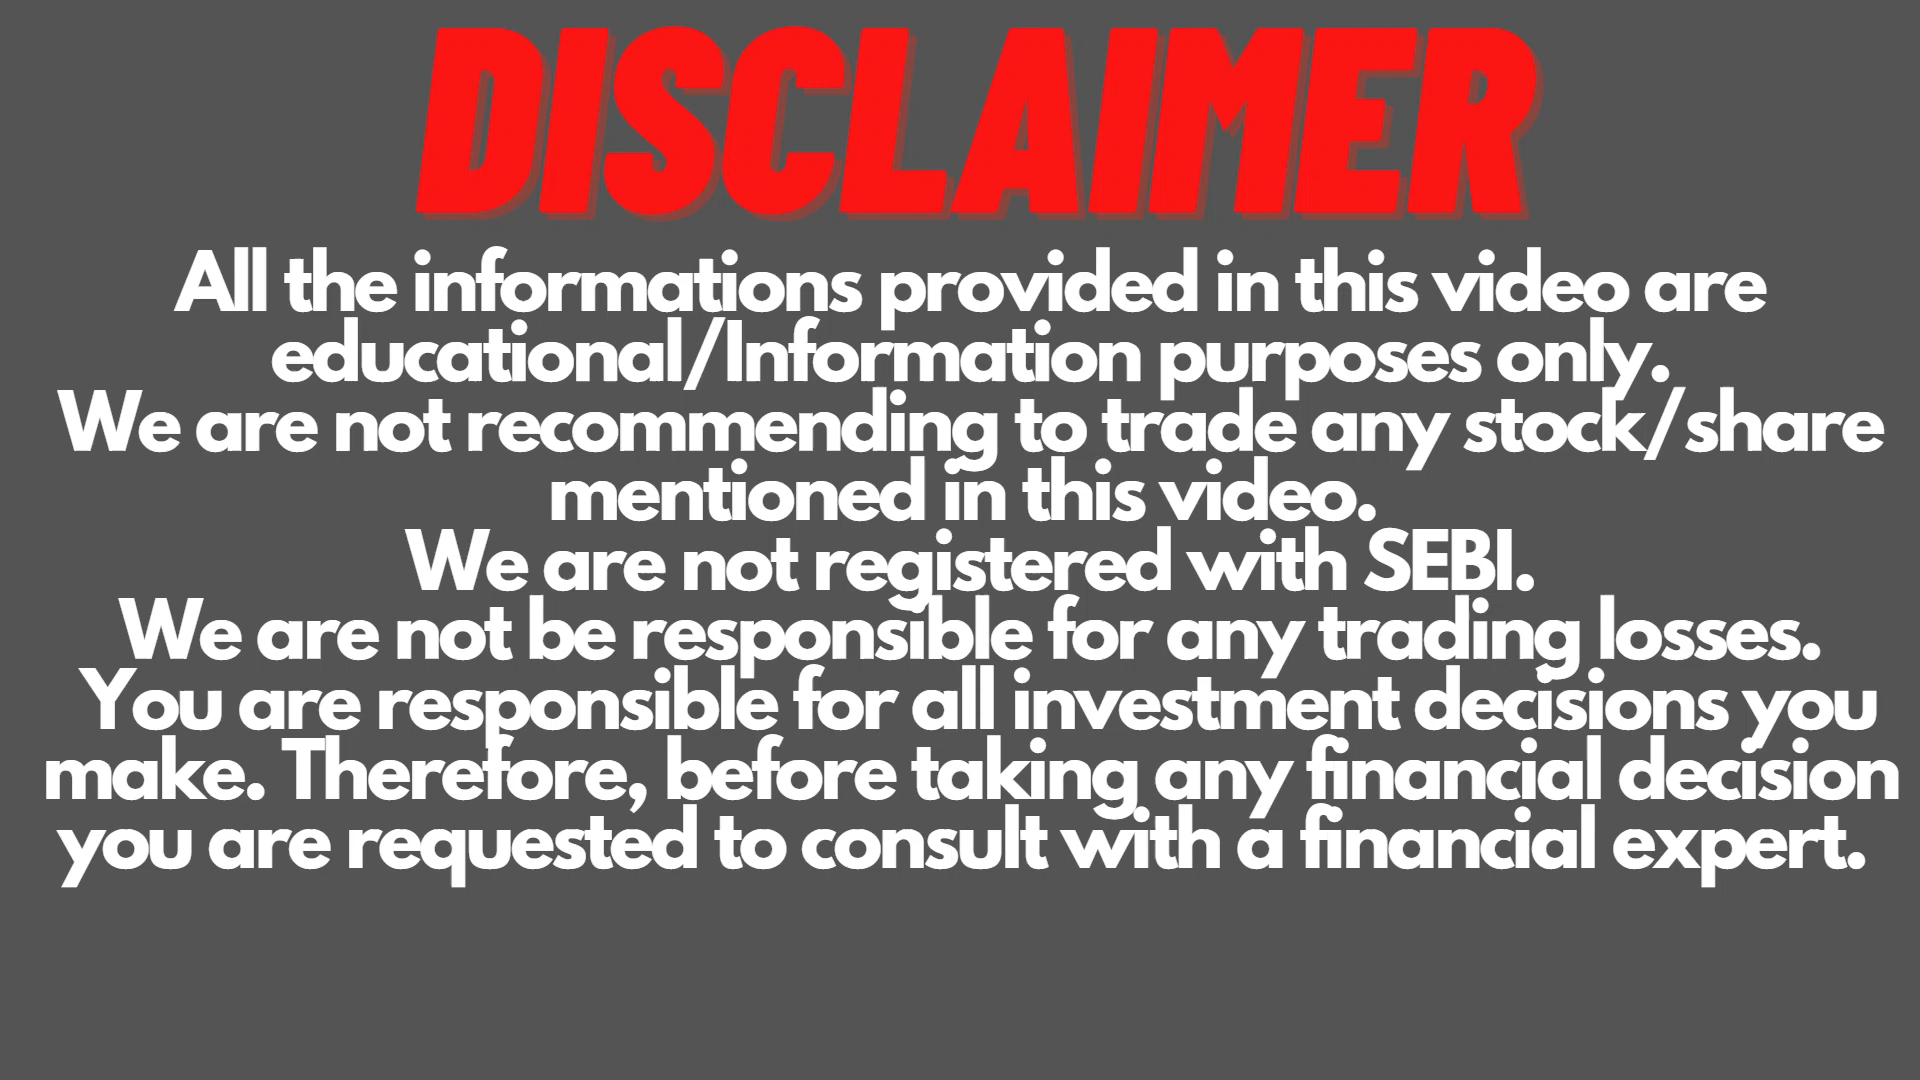 DISCLAIMER
All the informations provided in this video are
educational/Information purposes only.
We are not recommending to trade any stock/share
mentioned in this video.
We are not registered with SEBI.
We are not be responsible for any trading losses.
You are responsible for all investment decisions you
make. Therefore, before taking any financial decision
you are requested to consult with a financial expert.